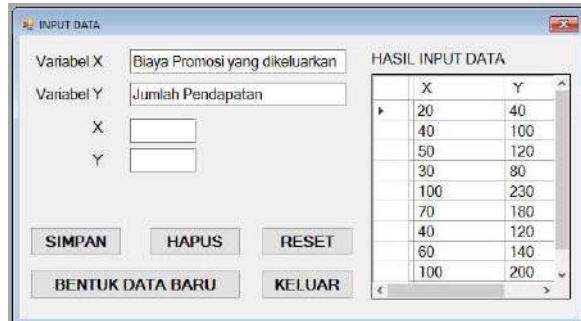 INPUT DATA
Variabel X Biaya Promosi yang dikeluarkan
Variabel Y Jumlah Pendapatan
X
Y
SIMPAN HAPUS RESET
BENTUK DATA BARU KELUAR
HASIL INPUT DATA
X Y
20 40
40 100
50 120
30 80
100 230
70 180
40 120
60 140
100 200